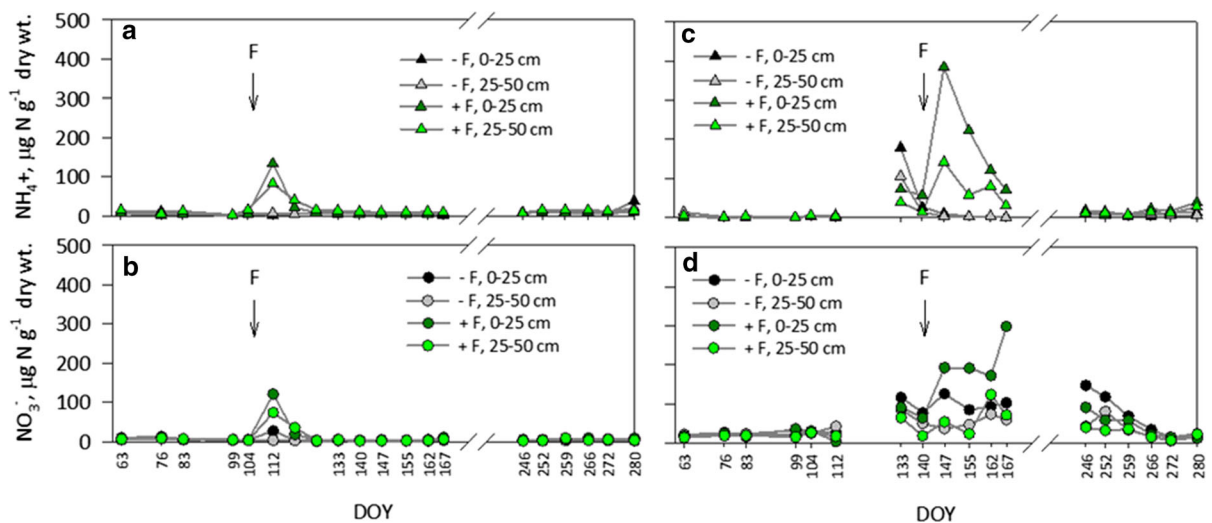 NH₄+, µg N g⁻¹ dry wt.
500
400
300
200
100
0
a
F
- F, 0-25 cm
- F, 25-50 cm
+ F, 0-25 cm
+ F, 25-50 cm
c
F
- F, 0-25 cm
- F, 25-50 cm
+ F, 0-25 cm
+ F, 25-50 cm
NO₃⁻, µg N g⁻¹ dry wt.
500
400
300
200
100
0
b
F
- F, 0-25 cm
- F, 25-50 cm
+ F, 0-25 cm
+ F, 25-50 cm
63 76 83 99 104 112 133 140 147 155 162 167 246 252 259 266 272 280
DOY
d
F
- F, 0-25 cm
- F, 25-50 cm
+ F, 0-25 cm
+ F, 25-50 cm
63 76 83 99 104 112 133 140 147 155 162 167 246 252 259 266 272 280
DOY